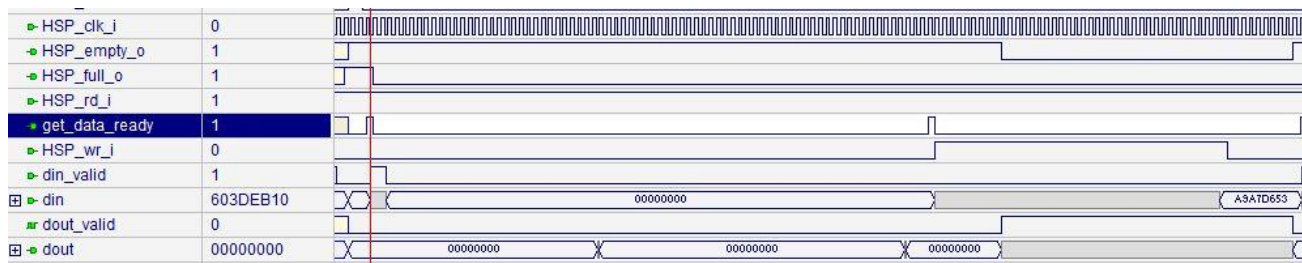 HSP_clk_i 0
HSP_empty_o 1
HSP_full_o 1
HSP_rd_i 1
get_data_ready 1
HSP_wr_i 0
din_valid 1
din 603DEB10 00000000 A9A7D653
dout_valid 0
dout 00000000 00000000 00000000 00000000